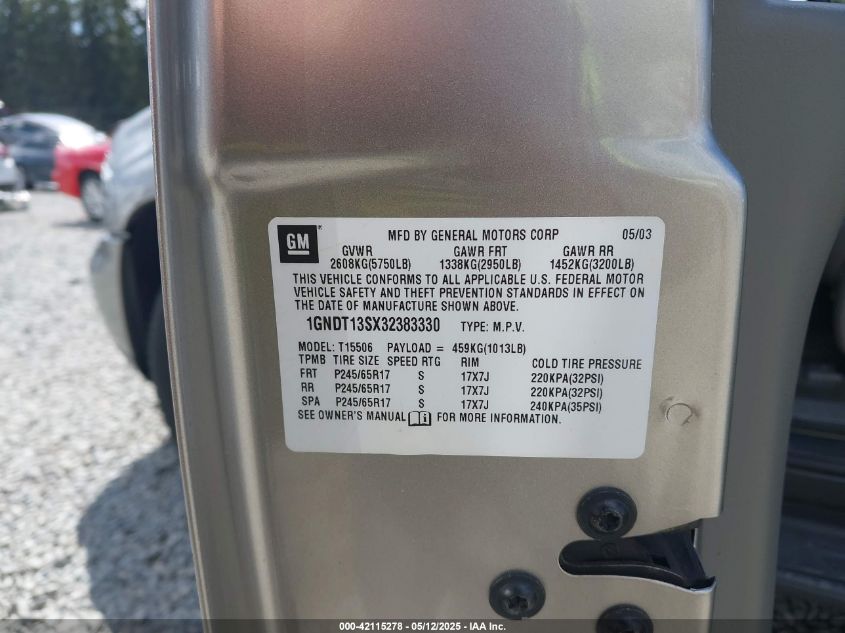 GM MFD BY GENERAL MOTORS CORP 05/03
GVWR GAWR FRT GAWR RR
2608KG(5750LB) 1338KG(2950LB) 1452KG(3200LB)
THIS VEHICLE CONFORMS TO ALL APPLICABLE U.S. FEDERAL MOTOR
VEHICLE SAFETY AND THEFT PREVENTION STANDARDS IN EFFECT ON
THE DATE OF MANUFACTURE SHOWN ABOVE.
1GNDT13SX32383330 TYPE: M.P.V.
MODEL: T15506 PAYLOAD = 459KG(1013LB)
TPMB TIRE SIZE SPEED RTG RIM COLD TIRE PRESSURE
FRT P245/65R17 S 17X7J 220KPA(32PSI)
RR P245/65R17 S 17X7J 220KPA(32PSI)
SPA P245/65R17 S 17X7J 240KPA(35PSI)
SEE OWNER'S MANUAL FOR MORE INFORMATION.
000-42115278 - 05/12/2025 - IAA Inc.